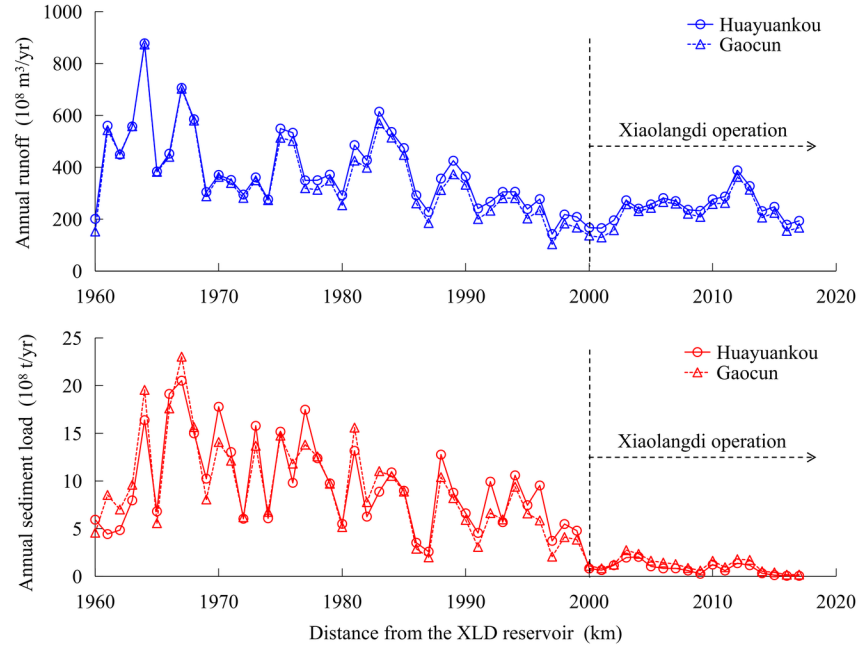 1000
800
600
400
200
0
Annual runoff (10⁸ m³/yr)
Huayuankou
Gaocun
Xiaolangdi operation
1960 1970 1980 1990 2000 2010 2020
25
20
15
10
5
0
Annual sediment load (10⁸ t/yr)
Huayuankou
Gaocun
Xiaolangdi operation
1960 1970 1980 1990 2000 2010 2020
Distance from the XLD reservoir (km)